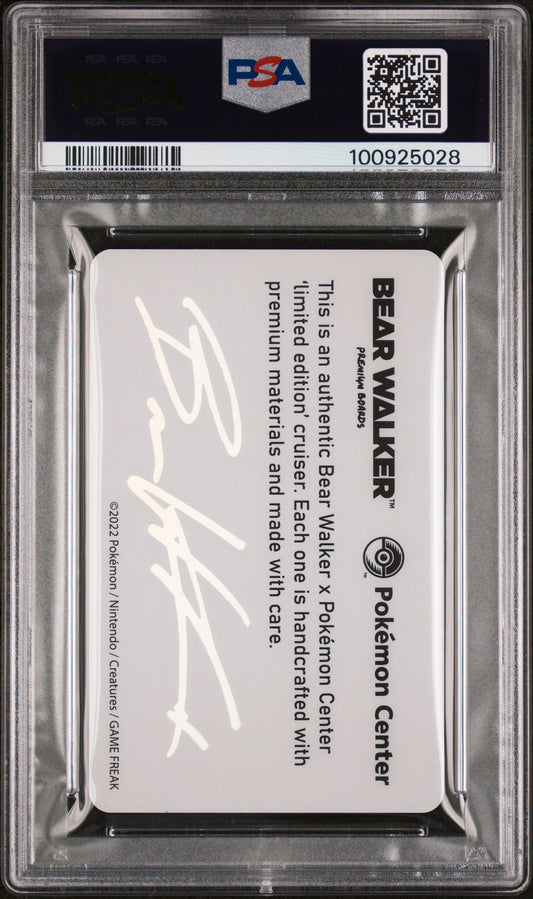 PSA
100925028
BEAR WALKER™
PREMIUM BOARDS
Pokémon Center
This is an authentic Bear Walker x Pokémon Center
'limited edition' cruiser. Each one is handcrafted with
premium materials and made with care.
©2022 Pokémon / Nintendo / Creatures / GAME FREAK